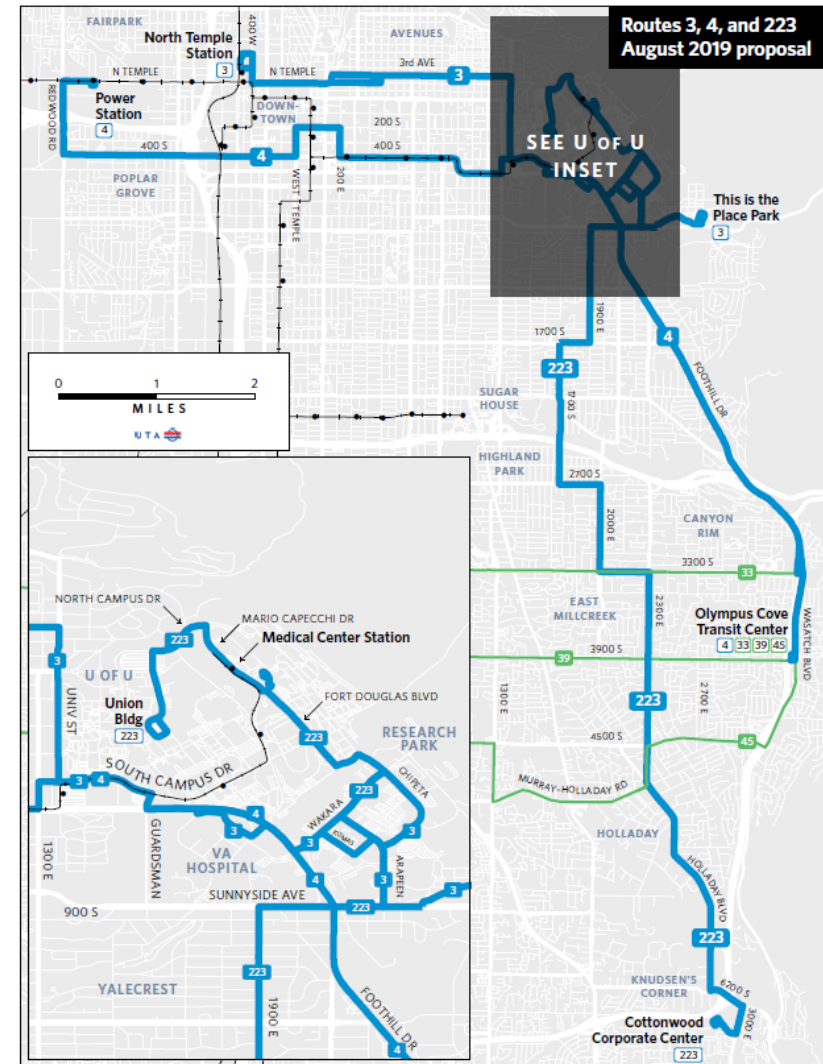 Routes 3, 4, and 223
August 2019 proposal
FAIRPARK
400 W
North Temple
Station
3
AVENUES
N TEMPLE
N TEMPLE
3rd AVE
3
REDWOOD RD
Power
Station
4
DOWN-
TOWN
200 S
400 S
4
400 S
POPLAR
GROVE
WEST TEMPLE
200 E
SEE U OF U
INSET
This is the
Place Park
3
1900 E
1700 S
4
FOOTHILL DR
223
1700 S
0 1 2
MILES
UTA
SUGAR
HOUSE
HIGHLAND
PARK
2700 S
2000 E
CANYON
RIM
3300 S
33
EAST
MILLCREEK
2300 E
Olympus Cove
Transit Center
4 33 39 45
WASATCH BLVD
39
3900 S
1300 E
223
2700 E
4500 S
45
MURRAY-HOLLADAY RD
HOLLADAY
HOLLADAY BLVD
223
KNUDSEN'S
CORNER
6200 S
3000 E
Cottonwood
Corporate Center
223
NORTH CAMPUS DR
223
MARIO CAPECCHI DR
Medical Center Station
3
U OF U
UNIV ST
Union
Bldg
223
FORT DOUGLAS BLVD
223
RESEARCH
PARK
CHIPETA
3 4
SOUTH CAMPUS DR
223
WAKARA
4
3
3
3
KOMAS
GUARDSMAN
VA
HOSPITAL
1300 E
4
3
ARAPEEN
3
SUNNYSIDE AVE
223
900 S
223
YALECREST
1900 E
FOOTHILL DR
4